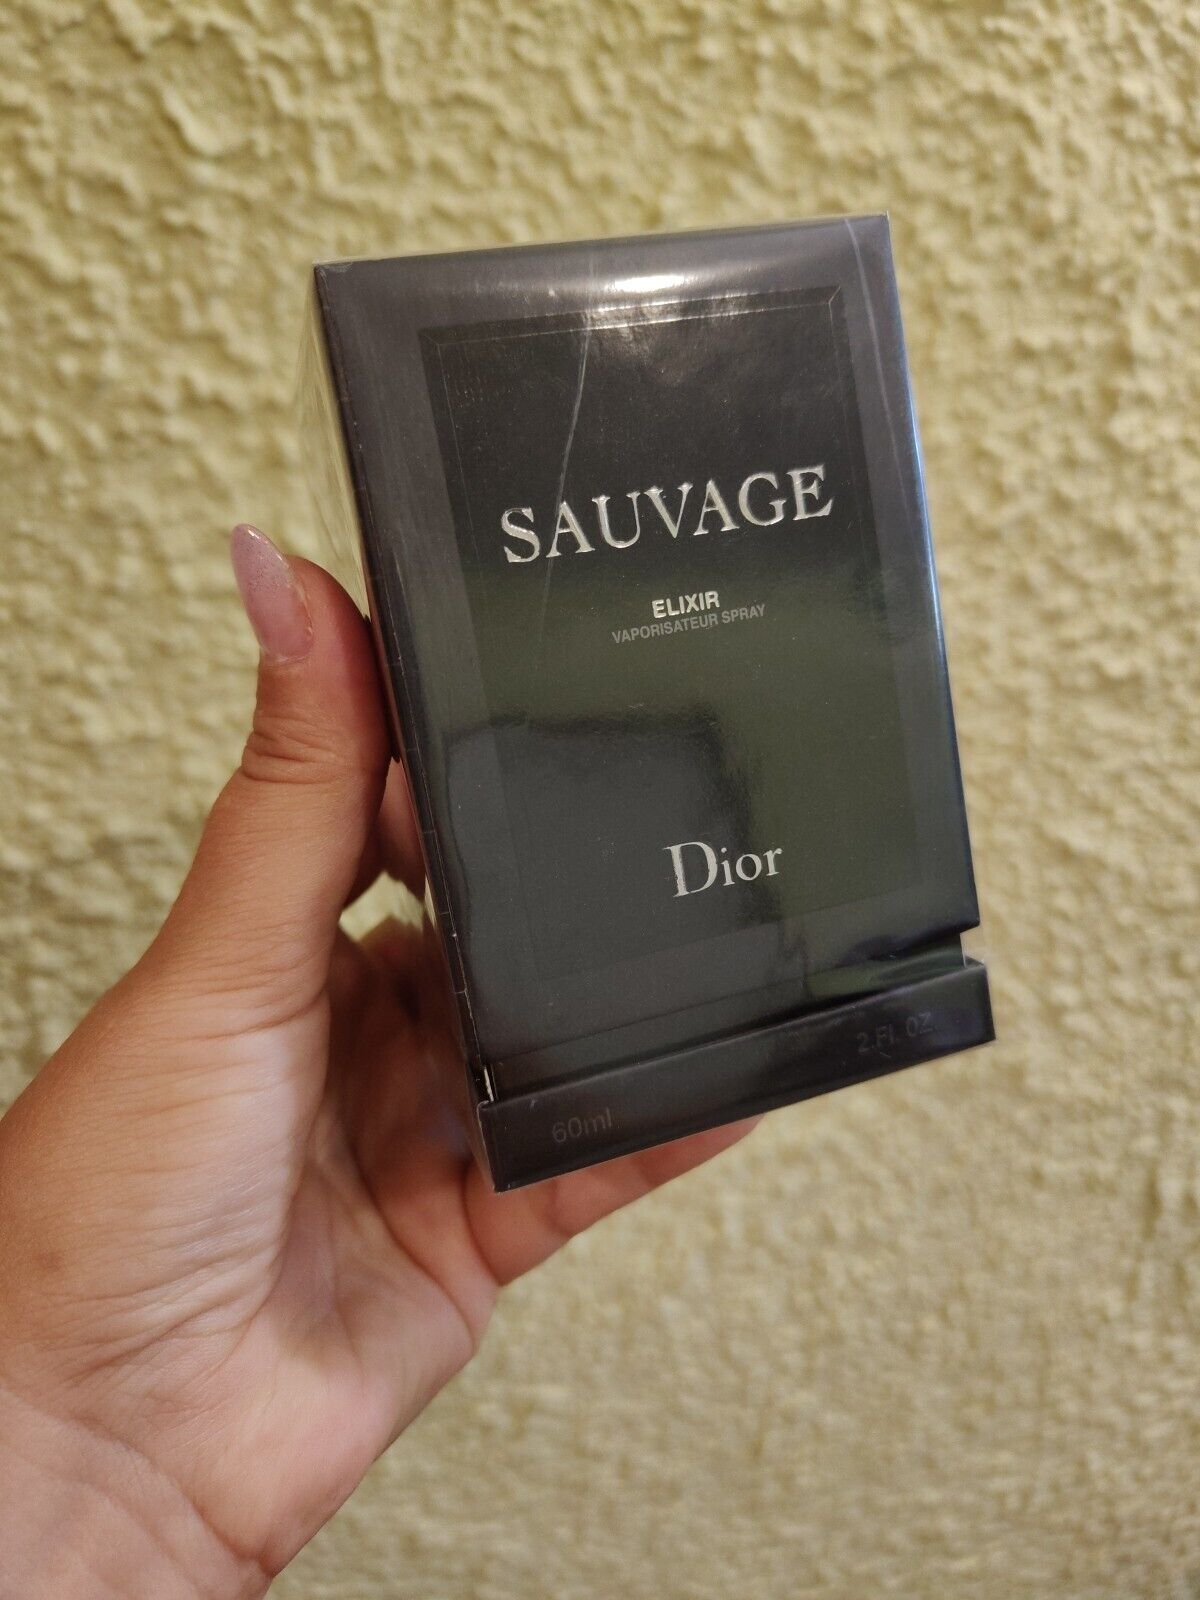 SAUVAGE
ELIXIR
VAPORISATEUR SPRAY
Dior
60ml 2.Fl. OZ.